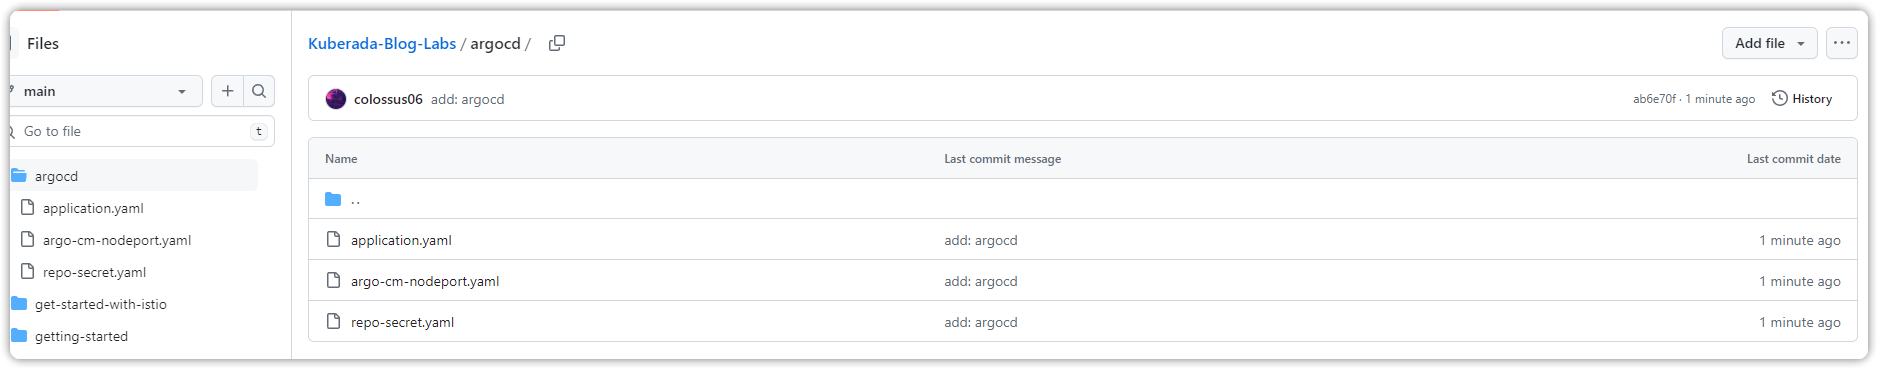 Files
main
Go to file t
argocd
application.yaml
argo-cm-nodeport.yaml
repo-secret.yaml
get-started-with-istio
getting-started
Kuberada-Blog-Labs / argocd /
Add file
colossus06 add: argocd
ab6e70f · 1 minute ago History
Name Last commit message Last commit date
..
application.yaml add: argocd 1 minute ago
argo-cm-nodeport.yaml add: argocd 1 minute ago
repo-secret.yaml add: argocd 1 minute ago